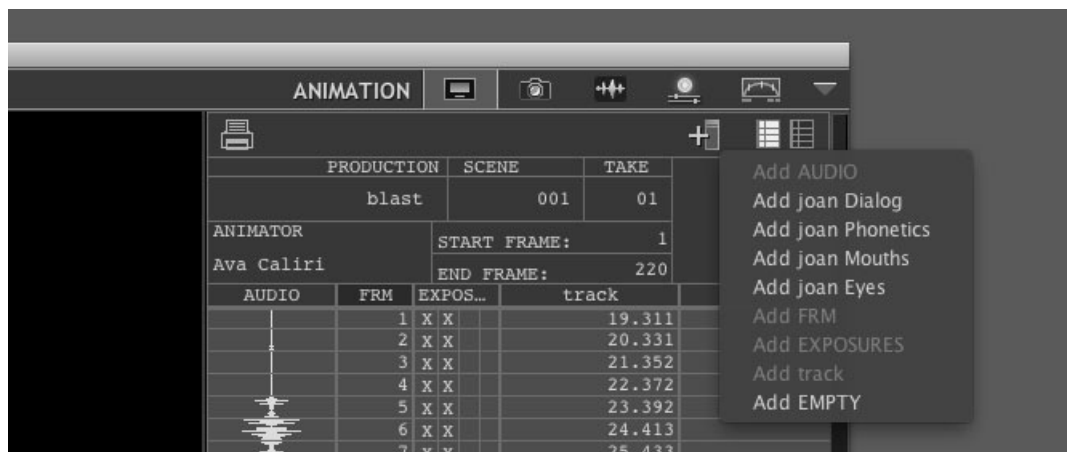 ANIMATION
PRODUCTION SCENE TAKE
blast 001 01
ANIMATOR
Ava Caliri
START FRAME: 1
END FRAME: 220
AUDIO FRM EXPOS... track
1 X X 19.311
2 X X 20.331
3 X X 21.352
4 X X 22.372
5 X X 23.392
6 X X 24.413
7 X X 25.433
Add AUDIO
Add joan Dialog
Add joan Phonetics
Add joan Mouths
Add joan Eyes
Add FRM
Add EXPOSURES
Add track
Add EMPTY